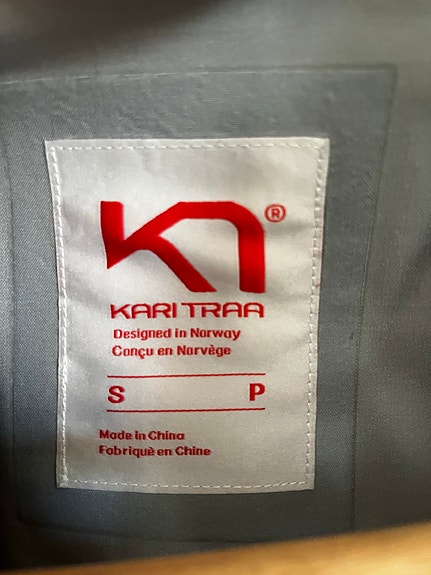 ®
KARI TRAA
Designed in Norway
Conçu en Norvège
S P
Made in China
Fabriqué en Chine